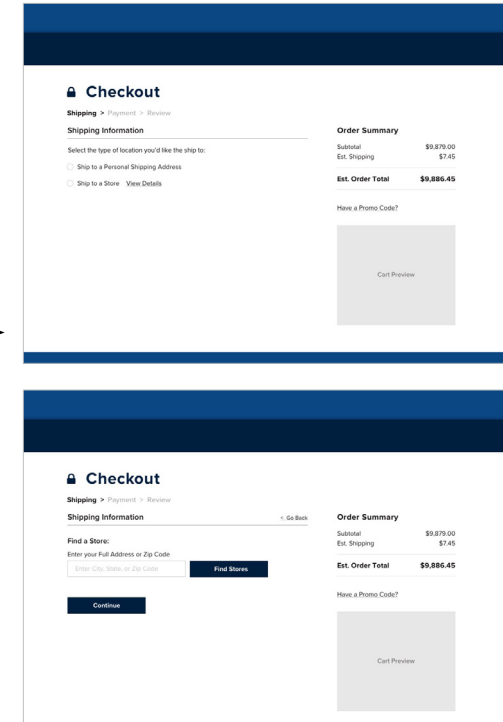 Checkout
Shipping > Payment > Review
Shipping Information
Select the type of location you'd like the ship to:
Ship to a Personal Shipping Address
Ship to a Store View Details
Order Summary
Subtotal $9,879.00
Est. Shipping $7.45
Est. Order Total $9,886.45
Have a Promo Code?
Cart Preview
Checkout
Shipping > Payment > Review
Shipping Information < Go Back
Find a Store:
Enter your Full Address or Zip Code
Enter City, State, or Zip Code Find Stores
Continue
Order Summary
Subtotal $9,879.00
Est. Shipping $7.45
Est. Order Total $9,886.45
Have a Promo Code?
Cart Preview